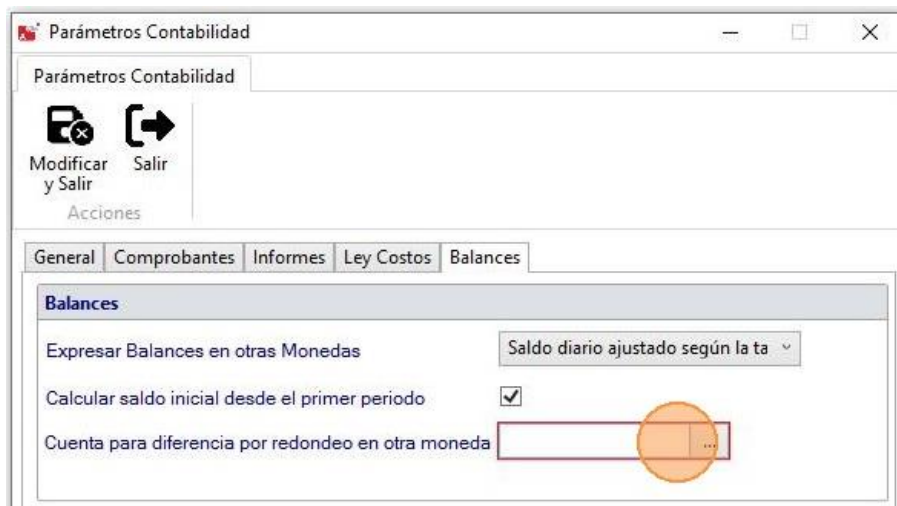 Parámetros Contabilidad
Parámetros Contabilidad
Modificar y Salir
Salir
Acciones
General Comprobantes Informes Ley Costos Balances
Balances
Expresar Balances en otras Monedas Saldo diario ajustado según la ta
Calcular saldo inicial desde el primer periodo
Cuenta para diferencia por redondeo en otra moneda ...